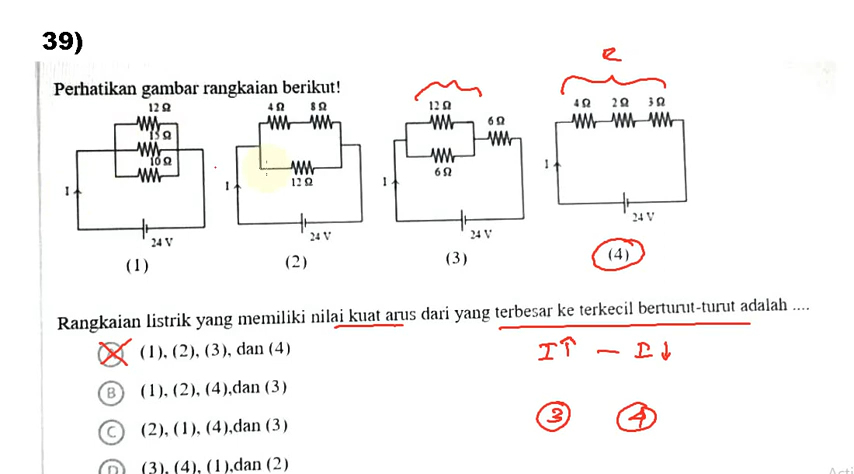 39)
R
Perhatikan gambar rangkaian berikut!
12 Ω
15 Ω
10 Ω
I
24 V
(1)
4 Ω 8 Ω
12 Ω
I
24 V
(2)
12 Ω
6 Ω
6 Ω
I
24 V
(3)
4 Ω 2 Ω 3 Ω
I
24 V
(4)
Rangkaian listrik yang memiliki nilai kuat arus dari yang terbesar ke terkecil berturut-turut adalah ....
(1), (2), (3), dan (4)
I↑ — I↓
B (1), (2), (4),dan (3)
3 4
C (2), (1), (4),dan (3)
D (3), (4), (1),dan (2)